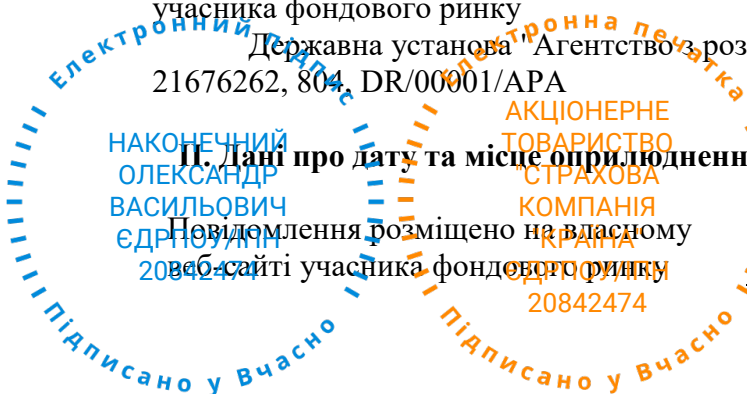 учасника фондового ринку
Державна установа "Агентство з роз
21676262, 804, DR/00001/APA
II. Дані про дату та місце оприлюдненн
Повідомлення розміщено на власному
веб-сайті учасника фондового ринку
Електронний підпис
НАКОНЕЧНИЙ
ОЛЕКСАНДР
ВАСИЛЬОВИЧ
ЄДРПОУ/ІПН
20842474
Підписано у Вчасно
Електронна печатка
АКЦІОНЕРНЕ
ТОВАРИСТВО
"СТРАХОВА
КОМПАНІЯ
"КРАЇНА"
ЄДРПОУ/ІПН
20842474
Підписано у Вчасно